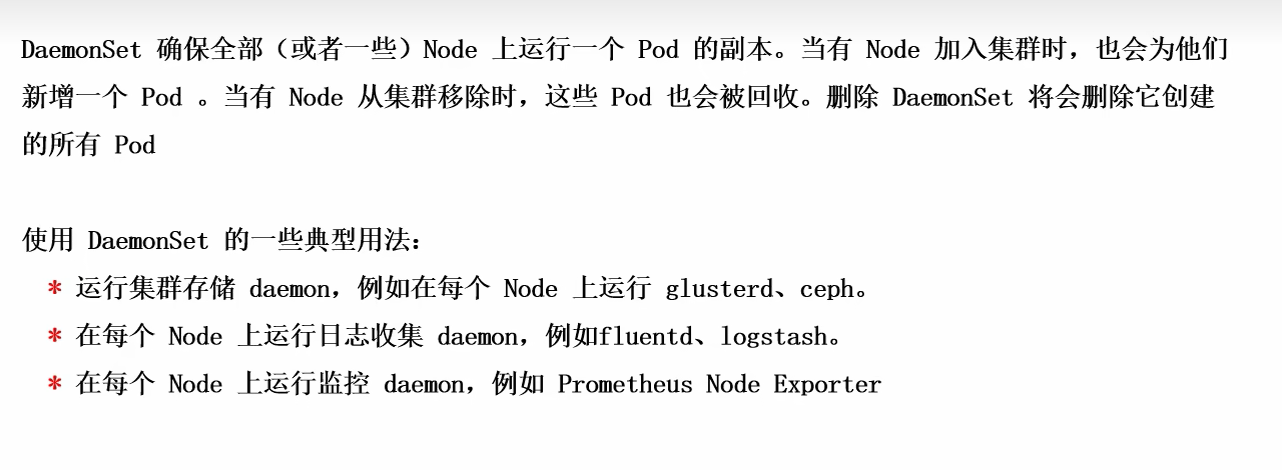 DaemonSet 确保全部（或者一些）Node 上运行一个 Pod 的副本。当有 Node 加入集群时，也会为他们
新增一个 Pod 。当有 Node 从集群移除时，这些 Pod 也会被回收。删除 DaemonSet 将会删除它创建
的所有 Pod
使用 DaemonSet 的一些典型用法：
* 运行集群存储 daemon，例如在每个 Node 上运行 glusterd、ceph。
* 在每个 Node 上运行日志收集 daemon，例如fluentd、logstash。
* 在每个 Node 上运行监控 daemon，例如 Prometheus Node Exporter